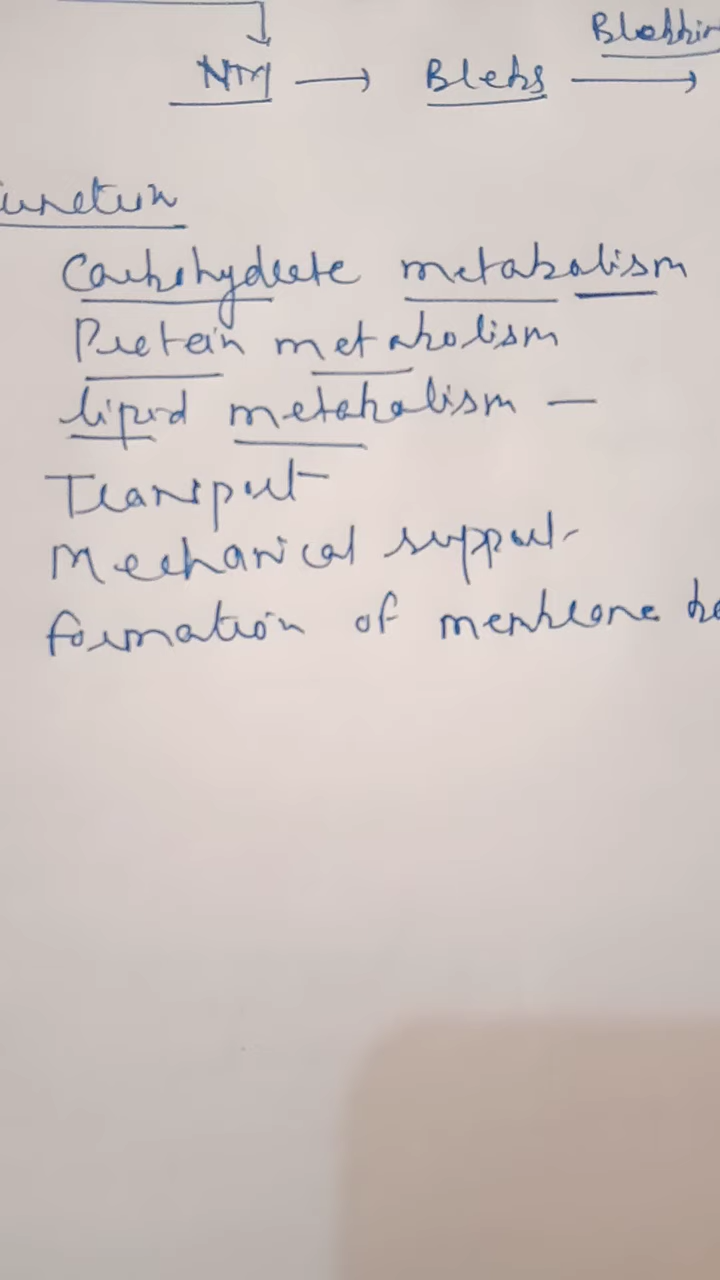 Blebbin
NM → Blebs →
unction
Carbohydrate metabolism
Protein metabolism
lipid metabolism —
Transport
Mechanical support
formation of membrane